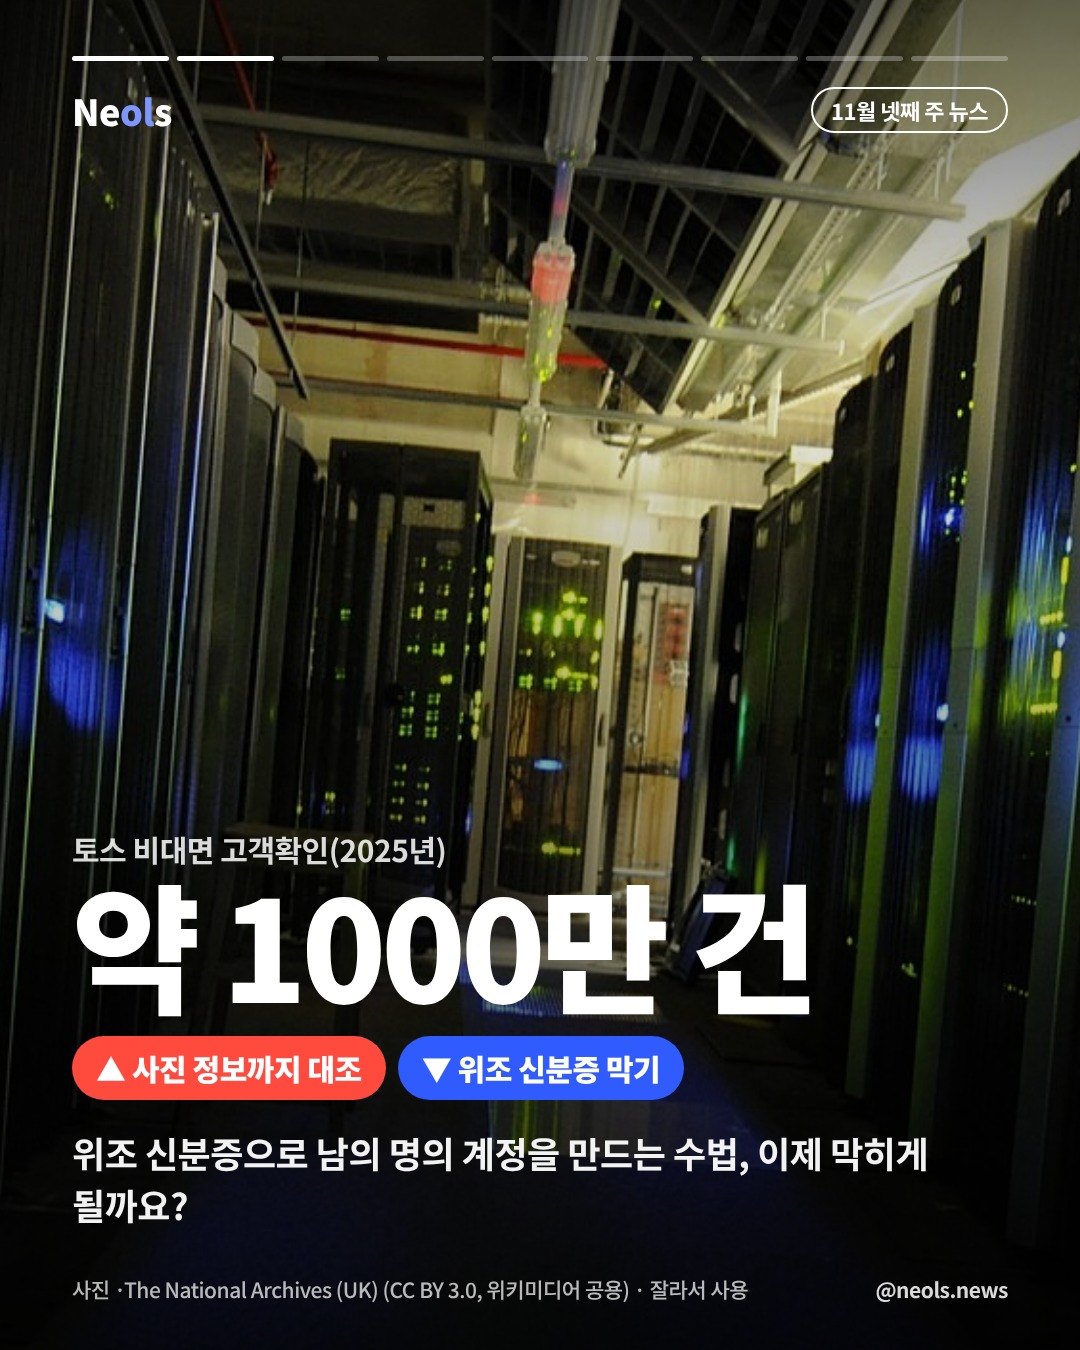 Neols
11월 넷째 주 뉴스
토스 비대면 고객확인(2025년)
약 1000만 건
▲ 사진 정보까지 대조
▼ 위조 신분증 막기
위조 신분증으로 남의 명의 계정을 만드는 수법, 이제 막히게
될까요?
사진 ·The National Archives (UK) (CC BY 3.0, 위키미디어 공용) · 잘라서 사용
@neols.news